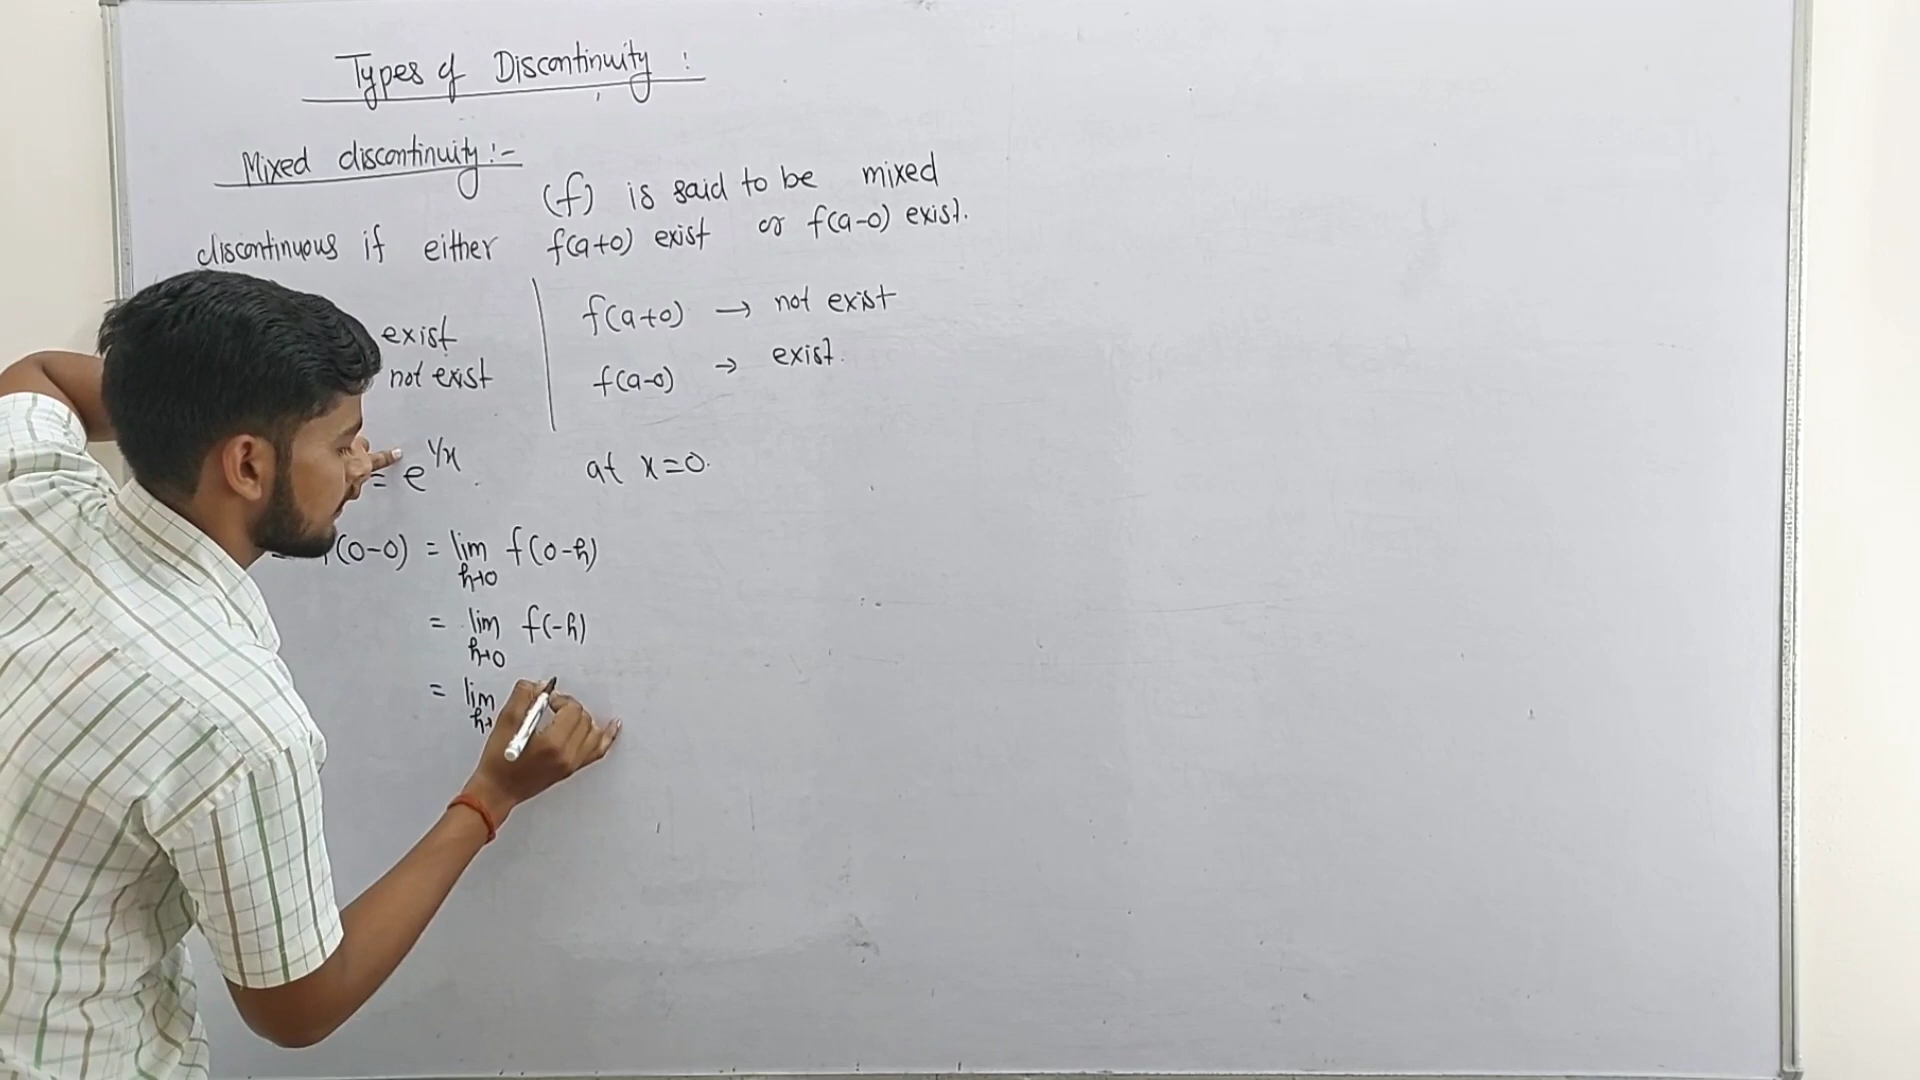 Types of Discontinuity :
Mixed discontinuity :-
(f) is said to be mixed
discontinuous if either f(a+0) exist or f(a-0) exist.
exist
not exist
f(a+0) → not exist
f(a-0) → exist.
= e^1/x at x=0.
(0-0) = lim h→0 f(0-h)
= lim h→0 f(-h)
= lim h→